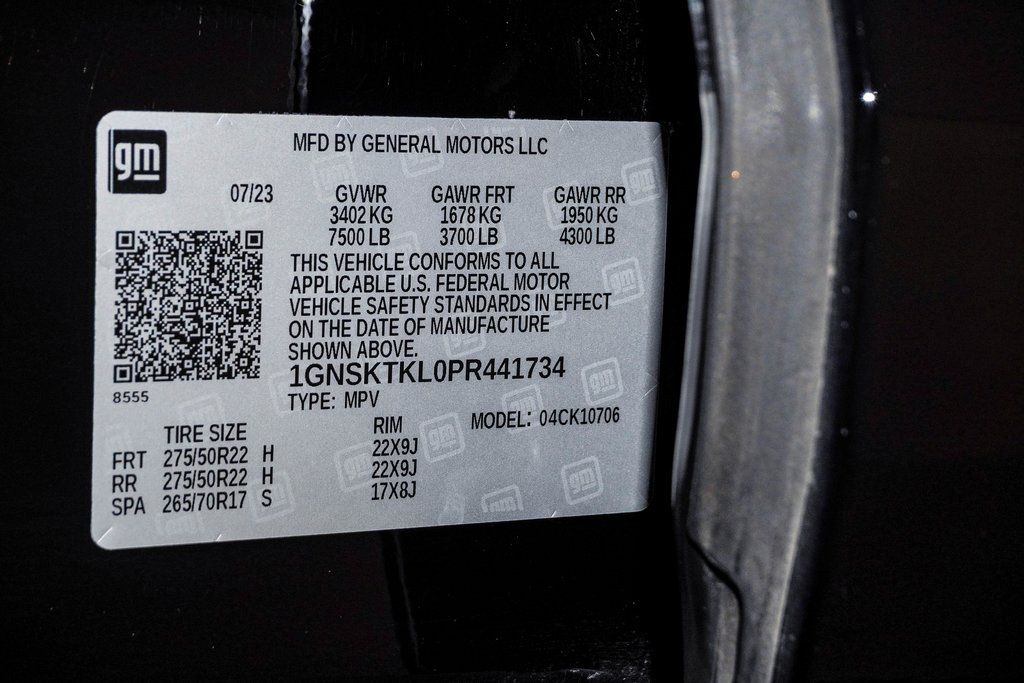 gm
MFD BY GENERAL MOTORS LLC
07/23 GVWR GAWR FRT GAWR RR
3402 KG 1678 KG 1950 KG
7500 LB 3700 LB 4300 LB
THIS VEHICLE CONFORMS TO ALL
APPLICABLE U.S. FEDERAL MOTOR
VEHICLE SAFETY STANDARDS IN EFFECT
ON THE DATE OF MANUFACTURE
SHOWN ABOVE.
1GNSKTKL0PR441734
8555
TYPE: MPV
MODEL: 04CK10706
TIRE SIZE RIM
FRT 275/50R22 H 22X9J
RR 275/50R22 H 22X9J
SPA 265/70R17 S 17X8J